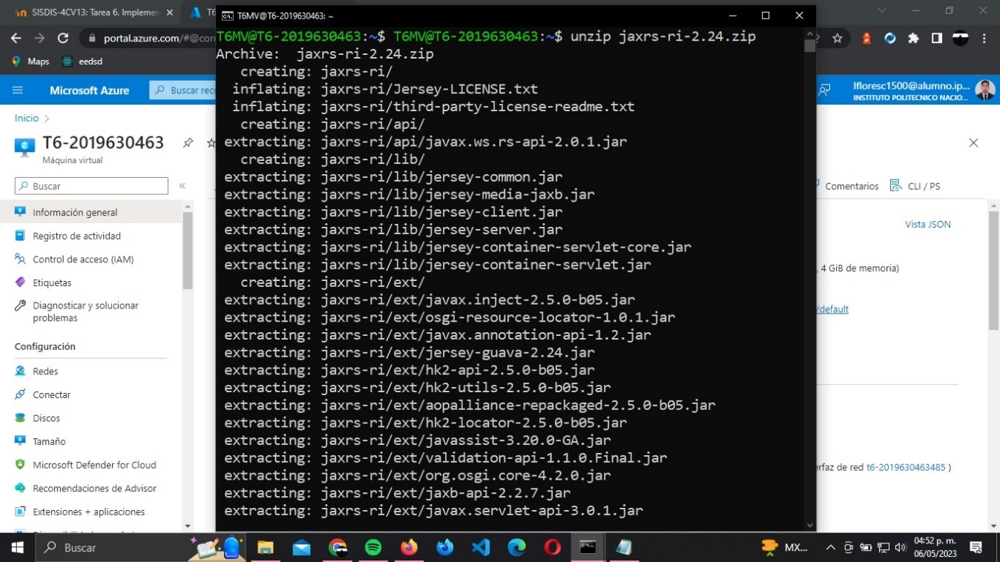 SISDIS-4CV13: Tarea 6. Implemen
T6
T6MV@T6-2019630463: ~
portal.azure.com/#@
Maps
eedsd
Microsoft Azure
Buscar
lfloresc1500@alumno.ip...
INSTITUTO POLITECNICO NACIO...
Inicio >
T6-2019630463
Máquina virtual
Buscar
«
Información general
Registro de actividad
Control de acceso (IAM)
Etiquetas
Diagnosticar y solucionar
problemas
Configuración
Redes
Conectar
Discos
Tamaño
Microsoft Defender for Cloud
Recomendaciones de Advisor
Extensiones + aplicaciones
T6MV@T6-2019630463:~$ T6MV@T6-2019630463:~$ unzip jaxrs-ri-2.24.zip
Archive:  jaxrs-ri-2.24.zip
creating: jaxrs-ri/
inflating: jaxrs-ri/Jersey-LICENSE.txt
inflating: jaxrs-ri/third-party-license-readme.txt
creating: jaxrs-ri/api/
extracting: jaxrs-ri/api/javax.ws.rs-api-2.0.1.jar
creating: jaxrs-ri/lib/
extracting: jaxrs-ri/lib/jersey-common.jar
extracting: jaxrs-ri/lib/jersey-media-jaxb.jar
extracting: jaxrs-ri/lib/jersey-client.jar
extracting: jaxrs-ri/lib/jersey-server.jar
extracting: jaxrs-ri/lib/jersey-container-servlet-core.jar
extracting: jaxrs-ri/lib/jersey-container-servlet.jar
creating: jaxrs-ri/ext/
extracting: jaxrs-ri/ext/javax.inject-2.5.0-b05.jar
extracting: jaxrs-ri/ext/osgi-resource-locator-1.0.1.jar
extracting: jaxrs-ri/ext/javax.annotation-api-1.2.jar
extracting: jaxrs-ri/ext/jersey-guava-2.24.jar
extracting: jaxrs-ri/ext/hk2-api-2.5.0-b05.jar
extracting: jaxrs-ri/ext/hk2-utils-2.5.0-b05.jar
extracting: jaxrs-ri/ext/aopalliance-repackaged-2.5.0-b05.jar
extracting: jaxrs-ri/ext/hk2-locator-2.5.0-b05.jar
extracting: jaxrs-ri/ext/javassist-3.20.0-GA.jar
extracting: jaxrs-ri/ext/validation-api-1.1.0.Final.jar
extracting: jaxrs-ri/ext/org.osgi.core-4.2.0.jar
extracting: jaxrs-ri/ext/jaxb-api-2.2.7.jar
extracting: jaxrs-ri/ext/javax.servlet-api-3.0.1.jar
Comentarios
CLI / PS
Vista JSON
, 4 GiB de memoria)
/default
erfaz de red t6-2019630463485 )
Buscar
MX...
04:52 p. m.
06/05/2023